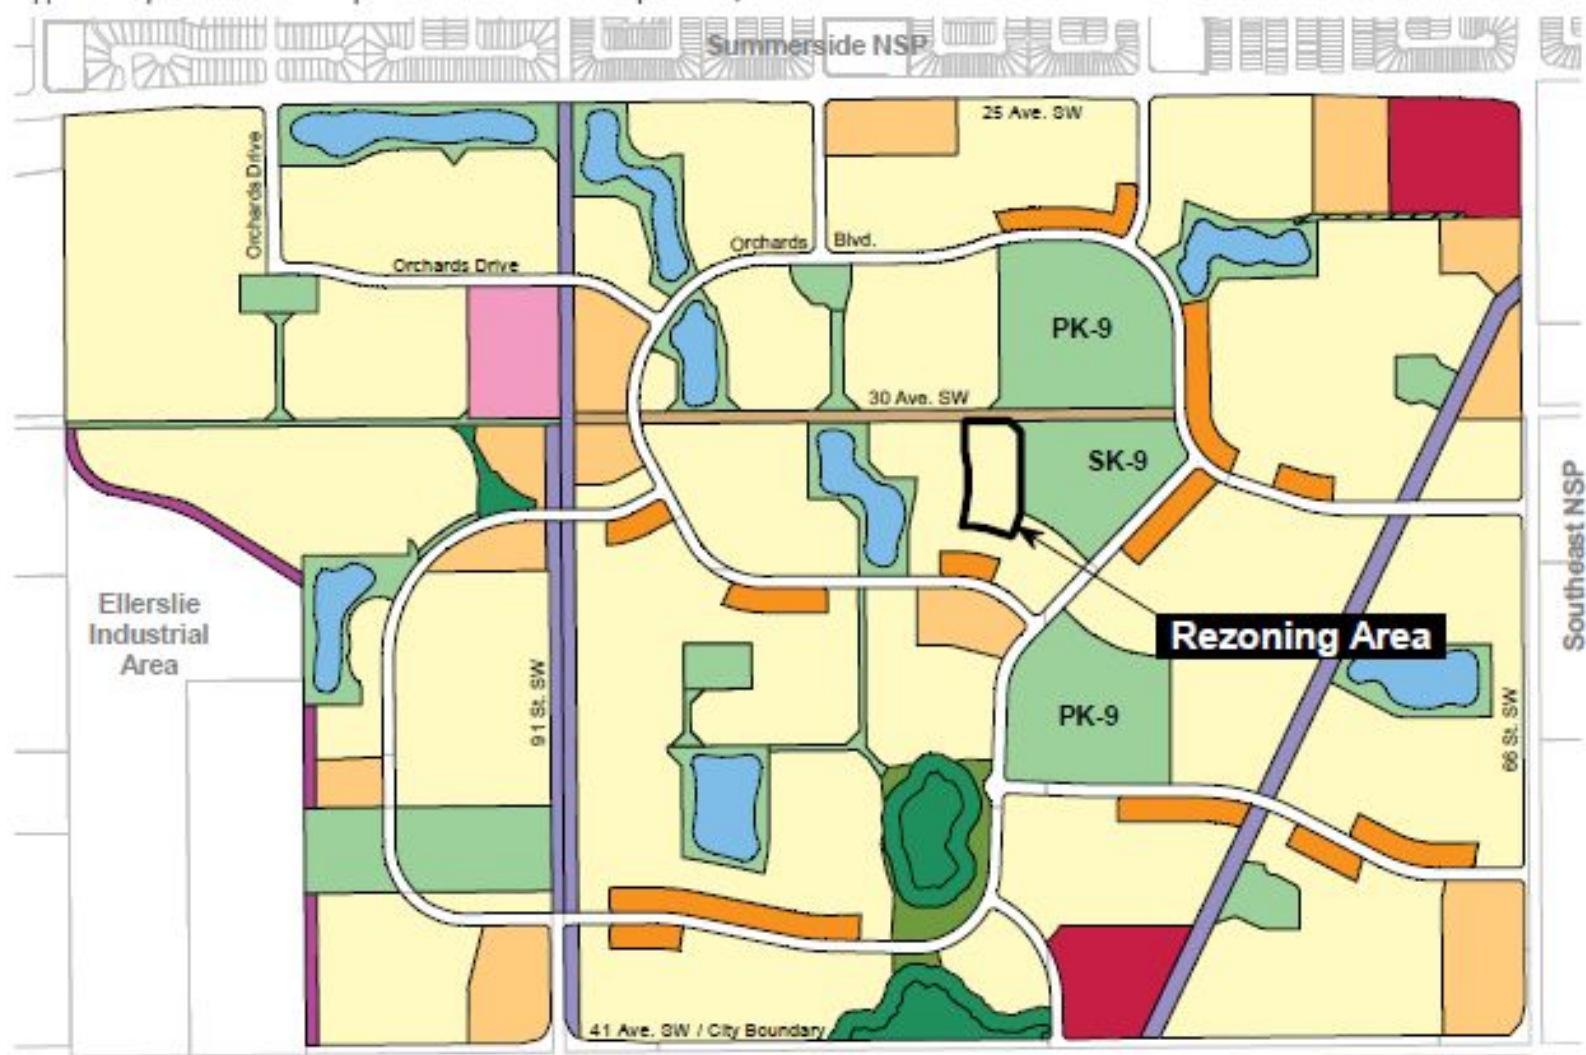 Summerside NSP
25 Ave. SW
Orchards Drive
Orchards Blvd.
Orchards Drive
PK-9
30 Ave. SW
SK-9
Southeast NSP
Ellerslie
Industrial
Area
Rezoning Area
91 St. SW
PK-9
66 St. SW
41 Ave. SW / City Boundary